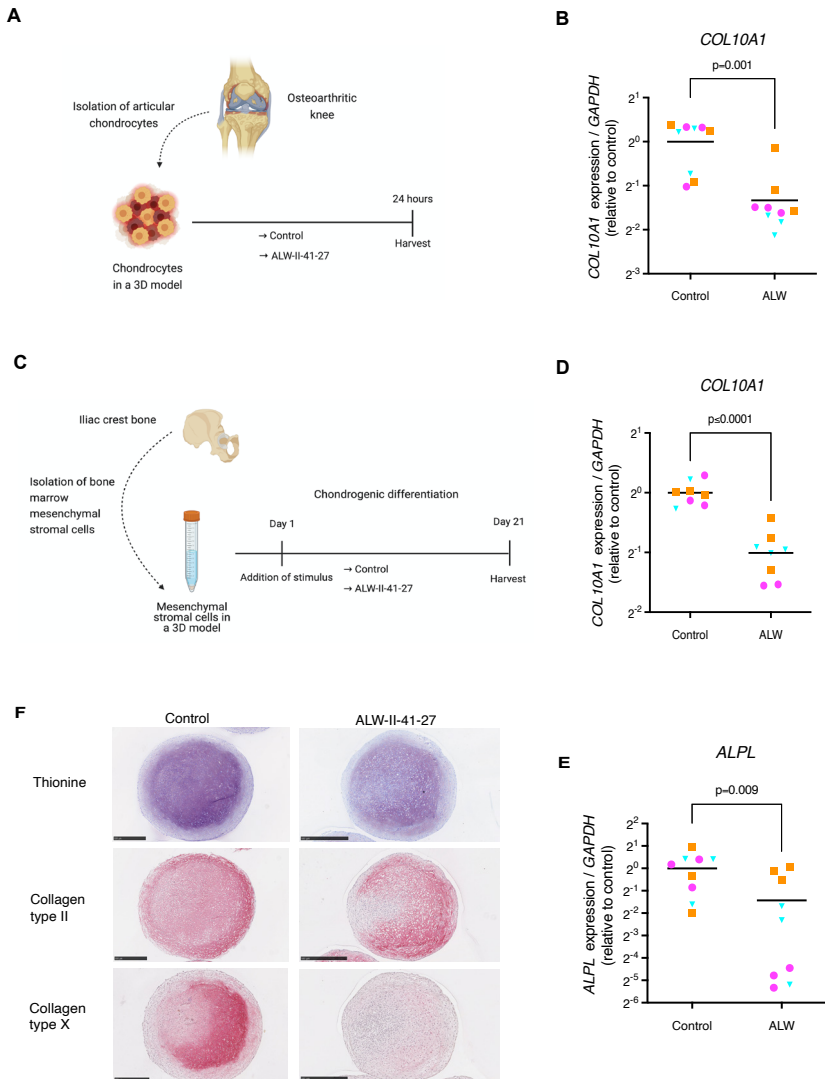 A
Isolation of articular
chondrocytes
Osteoarthritic
knee
24 hours
→ Control
→ ALW-II-41-27
Harvest
Chondrocytes
in a 3D model
B
COL10A1
p=0.001
COL10A1 expression / GAPDH
(relative to control)
2^1
2^0
2^-1
2^-2
2^-3
Control
ALW
C
Iliac crest bone
Isolation of bone
marrow
mesenchymal
stromal cells
Chondrogenic differentiation
Day 1
Day 21
Addition of stimulus
→ Control
→ ALW-II-41-27
Harvest
Mesenchymal
stromal cells in
a 3D model
D
COL10A1
p≤0.0001
COL10A1 expression / GAPDH
(relative to control)
2^1
2^0
2^-1
2^-2
Control
ALW
F
Control
ALW-II-41-27
Thionine
Collagen
type II
Collagen
type X
E
ALPL
p=0.009
ALPL expression / GAPDH
(relative to control)
2^2
2^1
2^0
2^-1
2^-2
2^-3
2^-4
2^-5
2^-6
Control
ALW